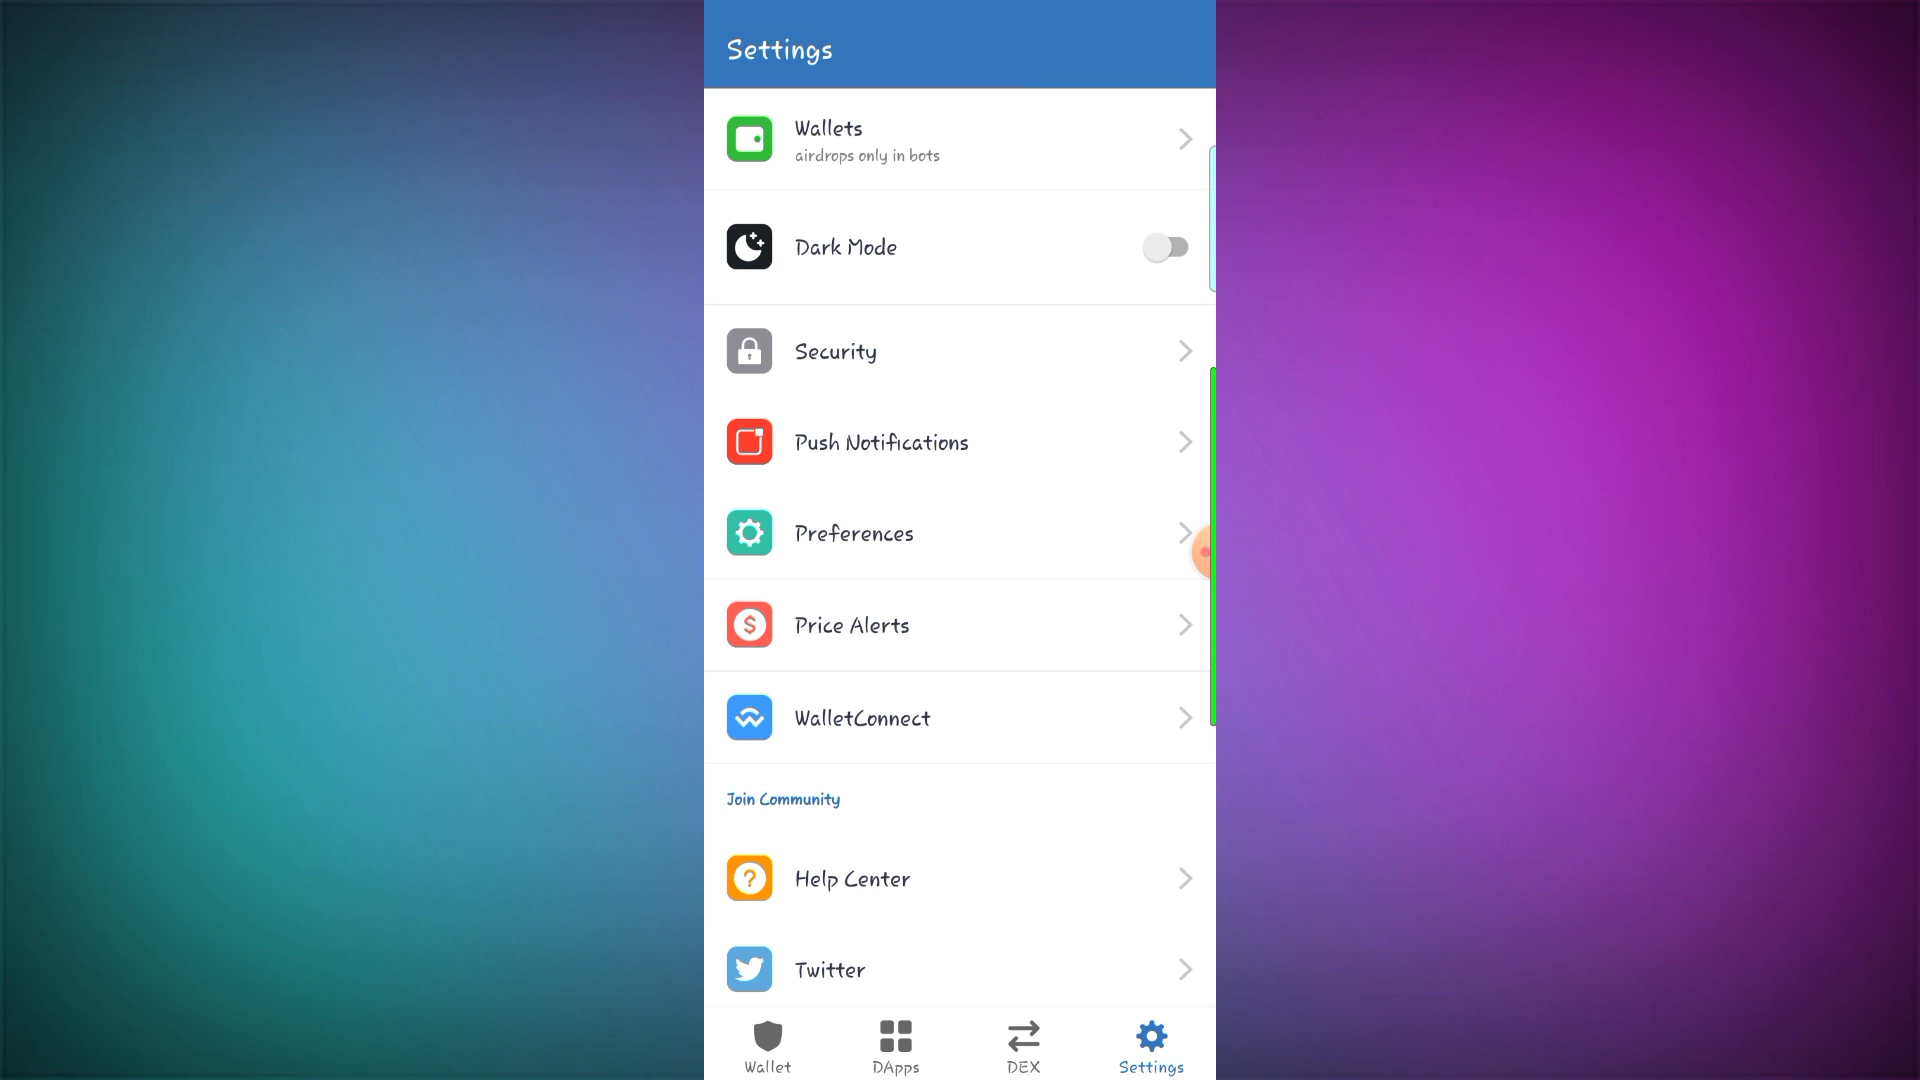 Settings
Wallets
airdrops only in bots
Dark Mode
Security
Push Notifications
Preferences
Price Alerts
$
WalletConnect
Join Community
Help Center
?
Twitter
Wallet
DApps
DEX
Settings